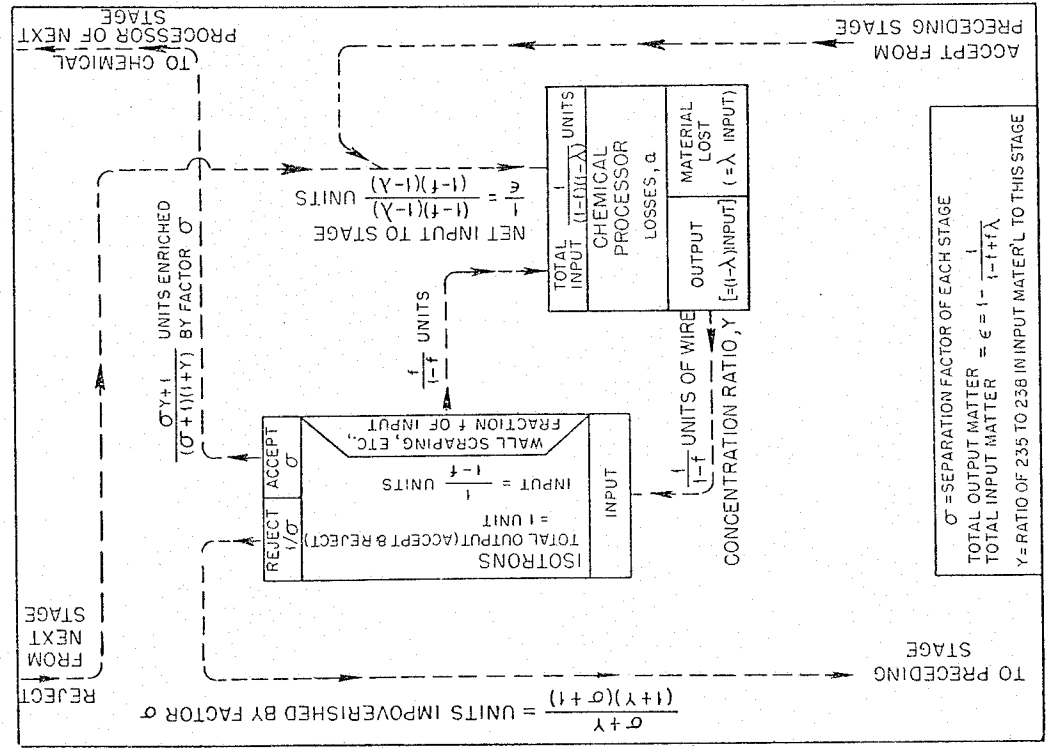 REJECT
FROM
NEXT
STAGE
σ+Y/(1+Y)(σ+1) = UNITS IMPOVERISHED BY FACTOR σ
TO PRECEDING
STAGE
TO CHEMICAL
PROCESSOR OF NEXT
STAGE
σY+1/(σ+1)(1+Y) UNITS ENRICHED
BY FACTOR σ
REJECT
1/σ
ACCEPT
σ
ISOTRONS
TOTAL OUTPUT (ACCEPT & REJECT)
= 1 UNIT
INPUT = 1/1-f UNITS
WALL SCRAPING, ETC.,
FRACTION f OF INPUT
INPUT
f/1-f UNITS
1/1-f UNITS OF WIRE
CONCENTRATION RATIO, Y
NET INPUT TO STAGE
1/ε = (1-f)(1-λ)/(1-f)(1-λ) UNITS
ACCEPT FROM
PRECEDING STAGE
TOTAL
INPUT
1/(1-f)(1-λ) UNITS
CHEMICAL
PROCESSOR
LOSSES, a
OUTPUT
[=(1-λ)INPUT]
MATERIAL
LOST
(=λ INPUT)
σ=SEPARATION FACTOR OF EACH STAGE
TOTAL OUTPUT MATTER/TOTAL INPUT MATTER = ε = 1 - 1/1-f+fλ
Y=RATIO OF 235 TO 238 IN INPUT MATER'L TO THIS STAGE